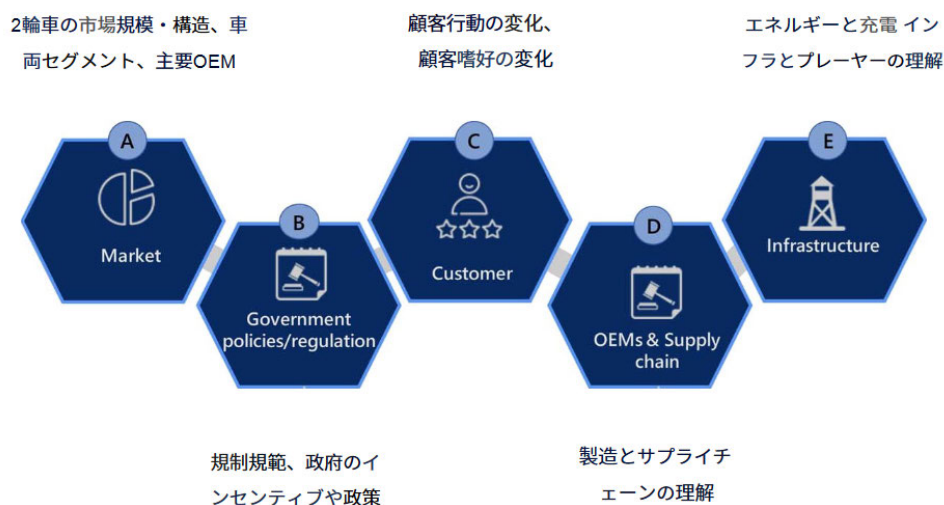 2輪車の市場規模・構造、車
両セグメント、主要OEM
顧客行動の変化、
顧客嗜好の変化
エネルギーと充電 イン
フラとプレーヤーの理解
A
Market
B
Government
policies/regulation
C
Customer
D
OEMs & Supply
chain
E
Infrastructure
規制規範、政府のイ
ンセンティブや政策
製造とサプライチ
ェーンの理解